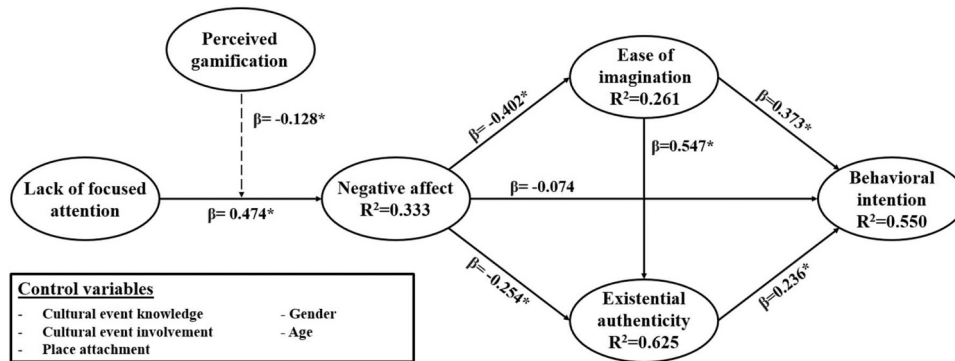 Perceived
gamification
β= -0.128*
Lack of focused
attention
β= 0.474*
Negative affect
R²=0.333
β= -0.402*
Ease of
imagination
R²=0.261
β=0.373*
β=0.547*
β= -0.074
Behavioral
intention
R²=0.550
β= -0.254*
Existential
authenticity
R²=0.625
β=0.236*
Control variables
- Cultural event knowledge - Gender
- Cultural event involvement - Age
- Place attachment